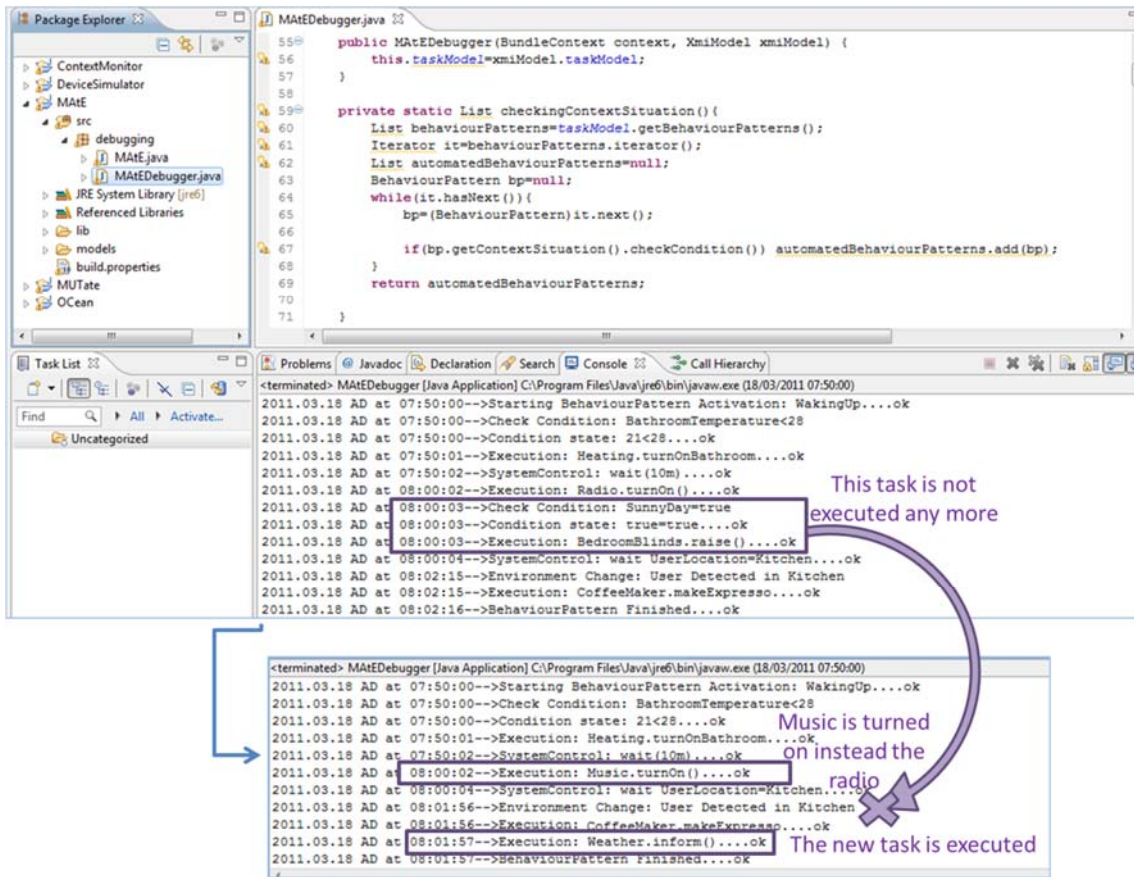 Package Explorer
ContextMonitor
DeviceSimulator
MAtE
src
debugging
MAtE.java
MAtEDebugger.java
JRE System Library [jre6]
Referenced Libraries
lib
models
build.properties
MUTate
OCean
MAtEDebugger.java
55 public MAtEDebugger(BundleContext context, XmiModel xmiModel) {
56 this.taskModel=xmiModel.taskModel;
57 }
58
59 private static List checkingContextSituation(){
60 List behaviourPatterns=taskModel.getBehaviourPatterns();
61 Iterator it=behaviourPatterns.iterator();
62 List automatedBehaviourPatterns=null;
63 BehaviourPattern bp=null;
64 while(it.hasNext()){
65 bp=(BehaviourPattern)it.next();
66
67 if(bp.getContextSituation().checkCondition()) automatedBehaviourPatterns.add(bp);
68 }
69 return automatedBehaviourPatterns;
70
71 }
Task List
Find All Activate...
Uncategorized
Problems @ Javadoc Declaration Search Console Call Hierarchy
<terminated> MAtEDebugger [Java Application] C:\Program Files\Java\jre6\bin\javaw.exe (18/03/2011 07:50:00)
2011.03.18 AD at 07:50:00-->Starting BehaviourPattern Activation: WakingUp....ok
2011.03.18 AD at 07:50:00-->Check Condition: BathroomTemperature<28
2011.03.18 AD at 07:50:00-->Condition state: 21<28....ok
2011.03.18 AD at 07:50:01-->Execution: Heating.turnOnBathroom....ok
2011.03.18 AD at 07:50:02-->SystemControl: wait(10m)....ok
2011.03.18 AD at 08:00:02-->Execution: Radio.turnOn()....ok
2011.03.18 AD at 08:00:03-->Check Condition: SunnyDay=true
2011.03.18 AD at 08:00:03-->Condition state: true=true....ok
2011.03.18 AD at 08:00:03-->Execution: BedroomBlinds.raise()....ok
2011.03.18 AD at 08:00:04-->SystemControl: wait UserLocation=Kitchen....ok
2011.03.18 AD at 08:02:15-->Environment Change: User Detected in Kitchen
2011.03.18 AD at 08:02:15-->Execution: CoffeeMaker.makeExpresso....ok
2011.03.18 AD at 08:02:16-->BehaviourPattern Finished....ok
This task is not
executed any more
<terminated> MAtEDebugger [Java Application] C:\Program Files\Java\jre6\bin\javaw.exe (18/03/2011 07:50:00)
2011.03.18 AD at 07:50:00-->Starting BehaviourPattern Activation: WakingUp....ok
2011.03.18 AD at 07:50:00-->Check Condition: BathroomTemperature<28
2011.03.18 AD at 07:50:00-->Condition state: 21<28....ok
2011.03.18 AD at 07:50:01-->Execution: Heating.turnOnBathroom....ok
2011.03.18 AD at 07:50:02-->SystemControl: wait(10m)....ok
2011.03.18 AD at 08:00:02-->Execution: Music.turnOn()....ok
2011.03.18 AD at 08:00:04-->SystemControl: wait UserLocation=Kitchen....ok
2011.03.18 AD at 08:01:56-->Environment Change: User Detected in Kitchen
2011.03.18 AD at 08:01:56-->Execution: CoffeeMaker.makeExpresso....ok
2011.03.18 AD at 08:01:57-->Execution: Weather.inform()....ok
2011.03.18 AD at 08:01:57-->BehaviourPattern Finished....ok
Music is turned
on instead the
radio
The new task is executed